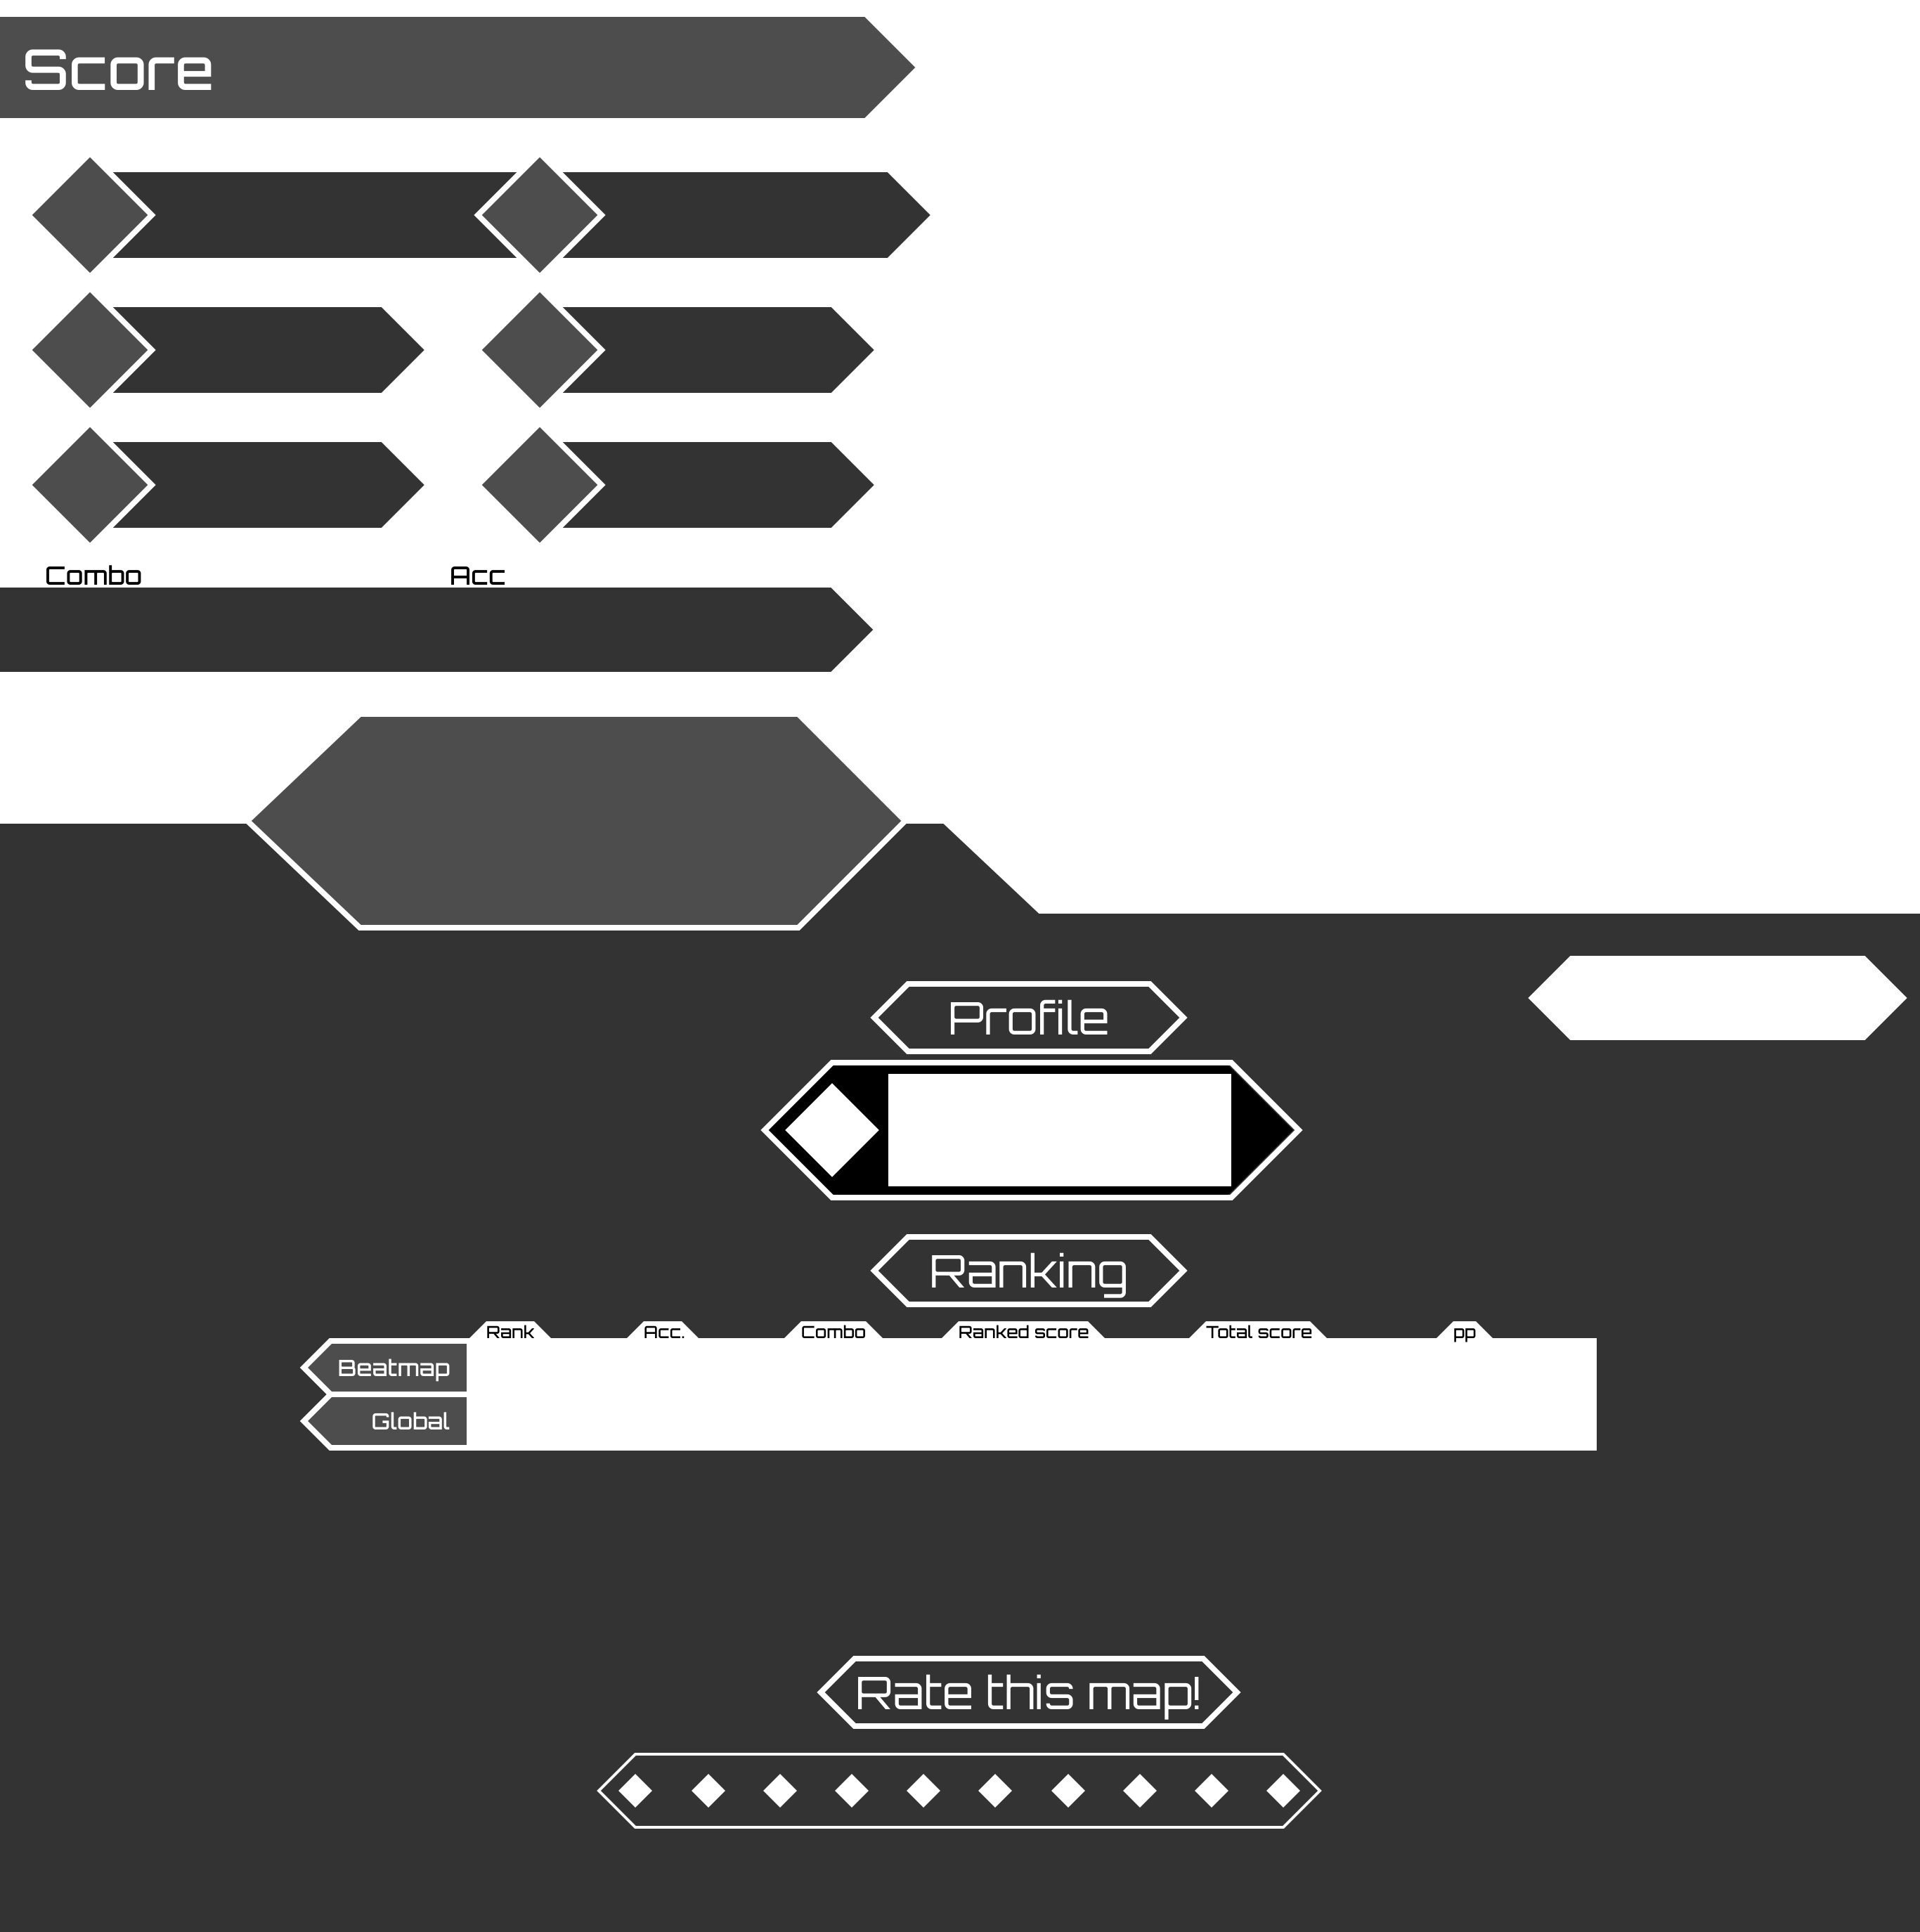 Score
Combo Acc
Profile
Ranking
Rank Acc. Combo Ranked score Total score pp
Beatmap
Global
Rate this map!